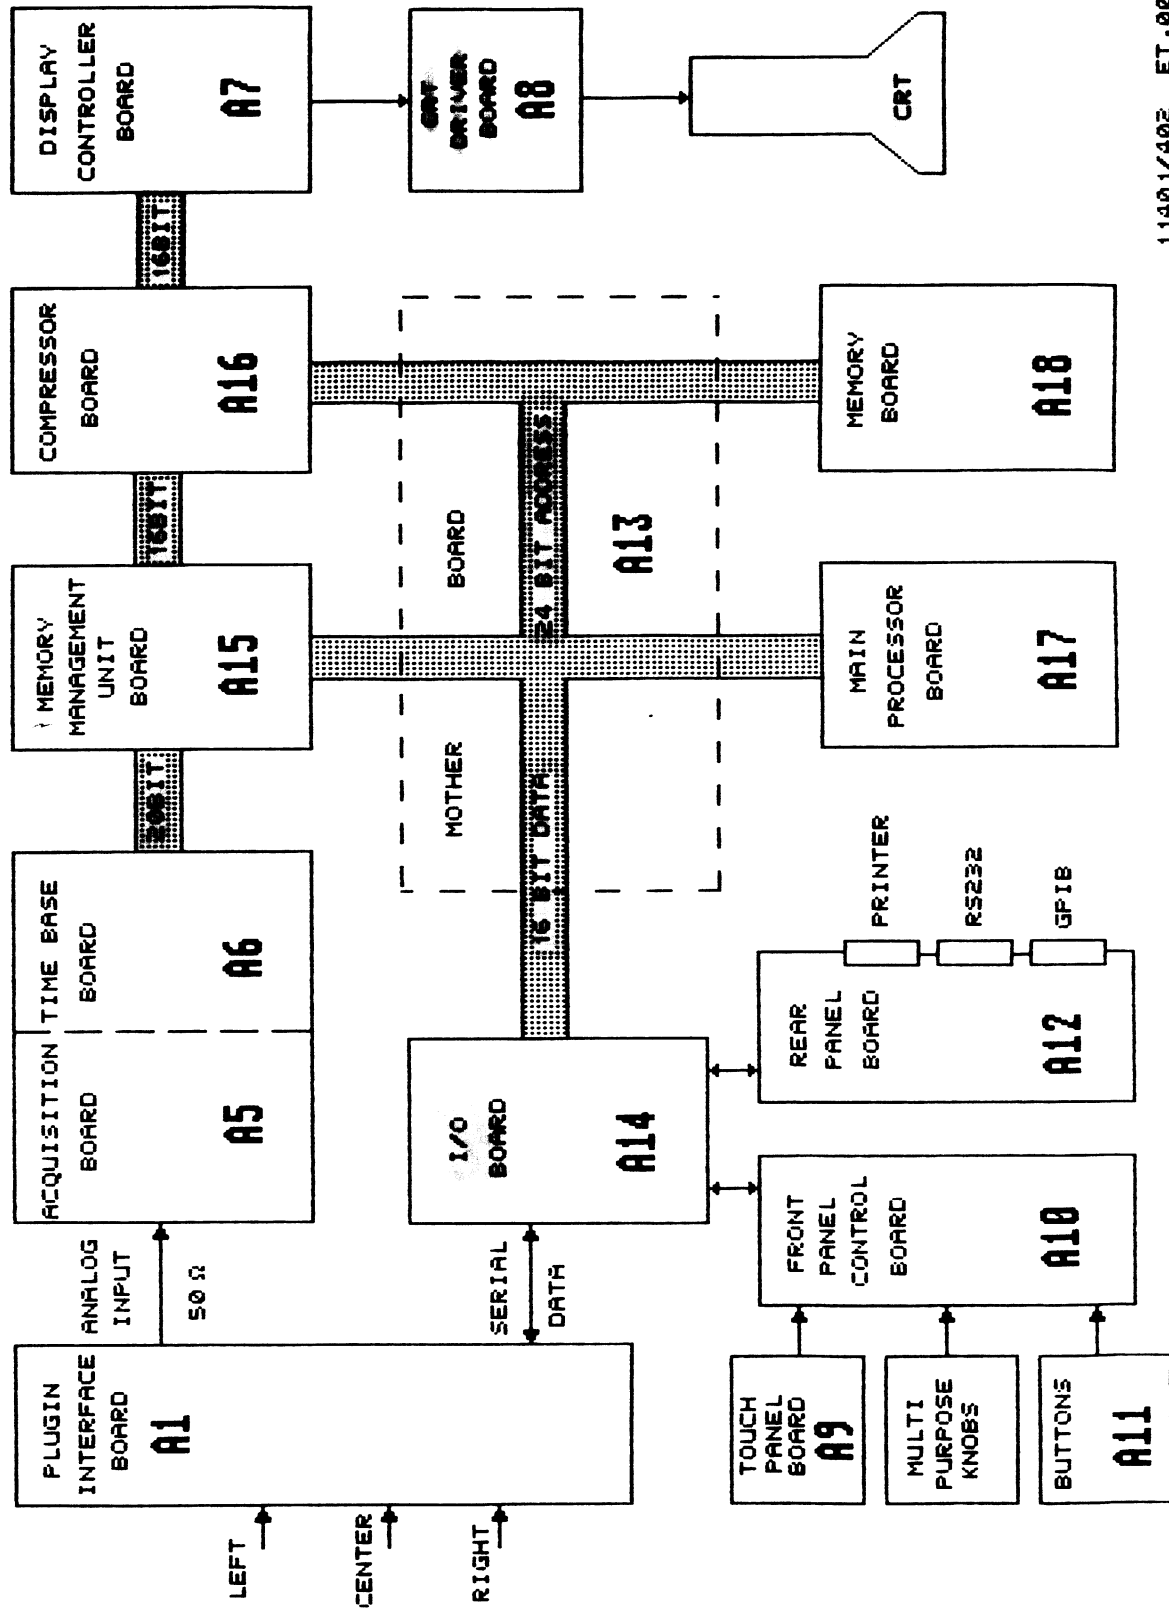 PLUGIN
INTERFACE
BOARD
A1
LEFT
CENTER
RIGHT
ANALOG
INPUT
50 Ω
SERIAL
DATA
ACQUISITION
BOARD
A5
TIME BASE
BOARD
A6
20BIT
MEMORY
MANAGEMENT
UNIT
BOARD
A15
16BIT
COMPRESSOR
BOARD
A16
16BIT
DISPLAY
CONTROLLER
BOARD
A7
CRT
DRIVER
BOARD
A8
CRT
I/O
BOARD
A14
16 BIT DATA
24 BIT ADDRESS
MOTHER BOARD
A13
TOUCH
PANEL
BOARD
A9
MULTI
PURPOSE
KNOBS
BUTTONS
A11
FRONT
PANEL
CONTROL
BOARD
A10
REAR
PANEL
BOARD
A12
PRINTER
RS232
GPIB
MAIN
PROCESSOR
BOARD
A17
MEMORY
BOARD
A18
11401/402